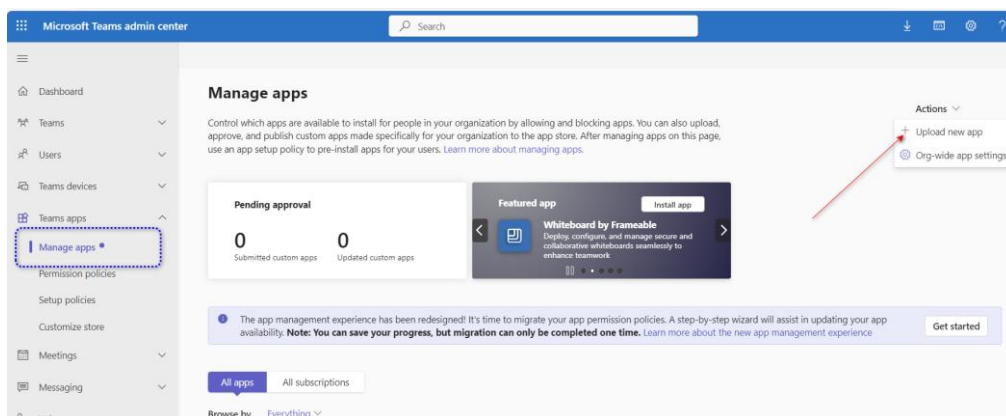 Microsoft Teams admin center
Search
Dashboard
Teams
Users
Teams devices
Teams apps
Manage apps
Permission policies
Setup policies
Customize store
Meetings
Messaging
Manage apps
Control which apps are available to install for people in your organization by allowing and blocking apps. You can also upload,
approve, and publish custom apps made specifically for your organization to the app store. After managing apps on this page,
use an app setup policy to pre-install apps for your users. Learn more about managing apps.
Actions
Upload new app
Org-wide app settings
Pending approval
0
Submitted custom apps
0
Updated custom apps
Featured app
Install app
Whiteboard by Frameable
Deploy, configure, and manage secure and
collaborative whiteboards seamlessly to
enhance teamwork
The app management experience has been redesigned! It's time to migrate your app permission policies. A step-by-step wizard will assist in updating your app
availability. Note: You can save your progress, but migration can only be completed one time. Learn more about the new app management experience
Get started
All apps
All subscriptions
Browse by Everything